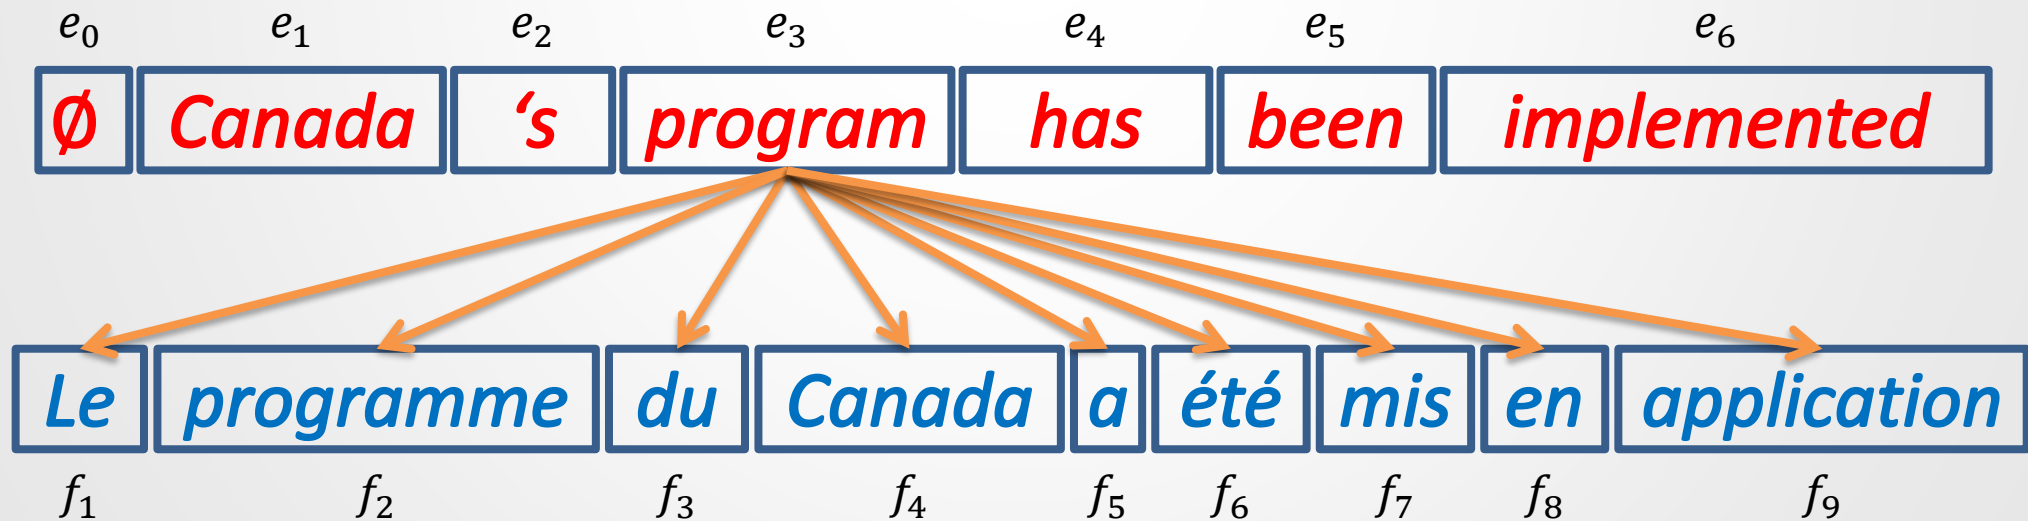 e₀ e₁ e₂ e₃ e₄ e₅ e₆
Ø Canada ‘s program has been implemented
Le programme du Canada a été mis en application
f₁ f₂ f₃ f₄ f₅ f₆ f₇ f₈ f₉